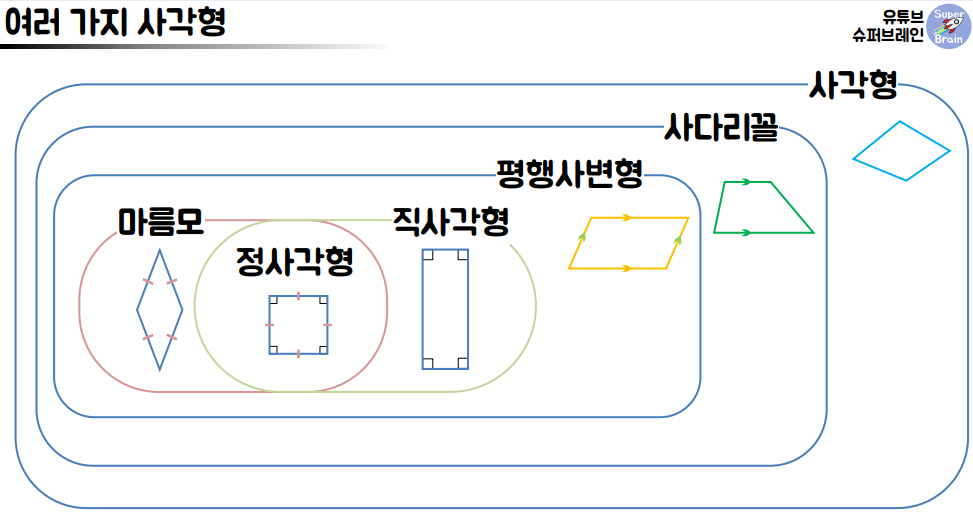 여러 가지 사각형
유튜브
슈퍼브레인
Super
Brain
사각형
사다리꼴
평행사변형
마름모
직사각형
정사각형